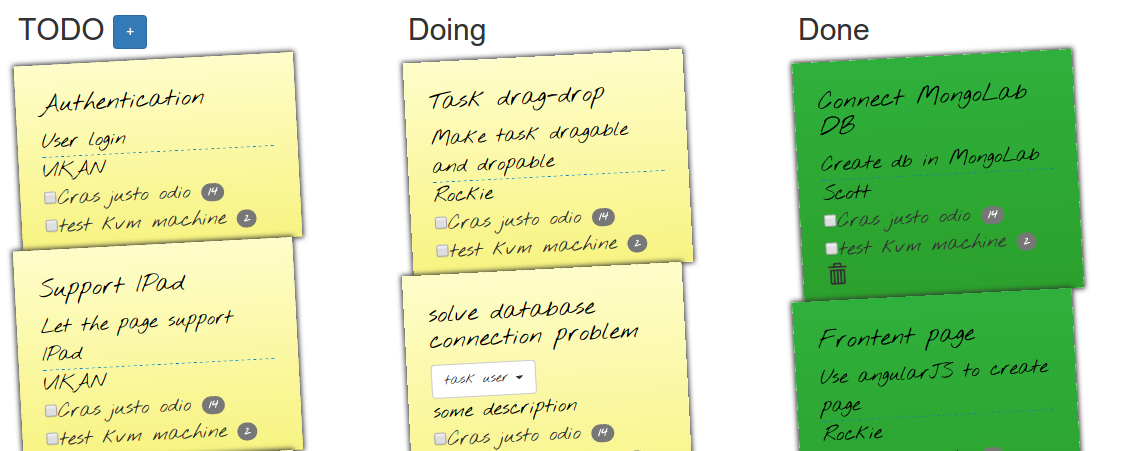 TODO +
Authentication
User login
VIKAN
Cras justo odio 14
test Kvm machine 2
Support IPad
Let the page support
IPad
VIKAN
Cras justo odio 14
test Kvm machine 2
Doing
Task drag-drop
Make task dragable
and dropable
Rockie
Cras justo odio 14
test Kvm machine 2
solve database
connection problem
task user
some description
Cras justo odio 14
Done
Connect MongoLab
DB
Create db in MongoLab
Scott
Cras justo odio 14
test Kvm machine 2
Frontent page
Use angularJS to create
page
Rockie